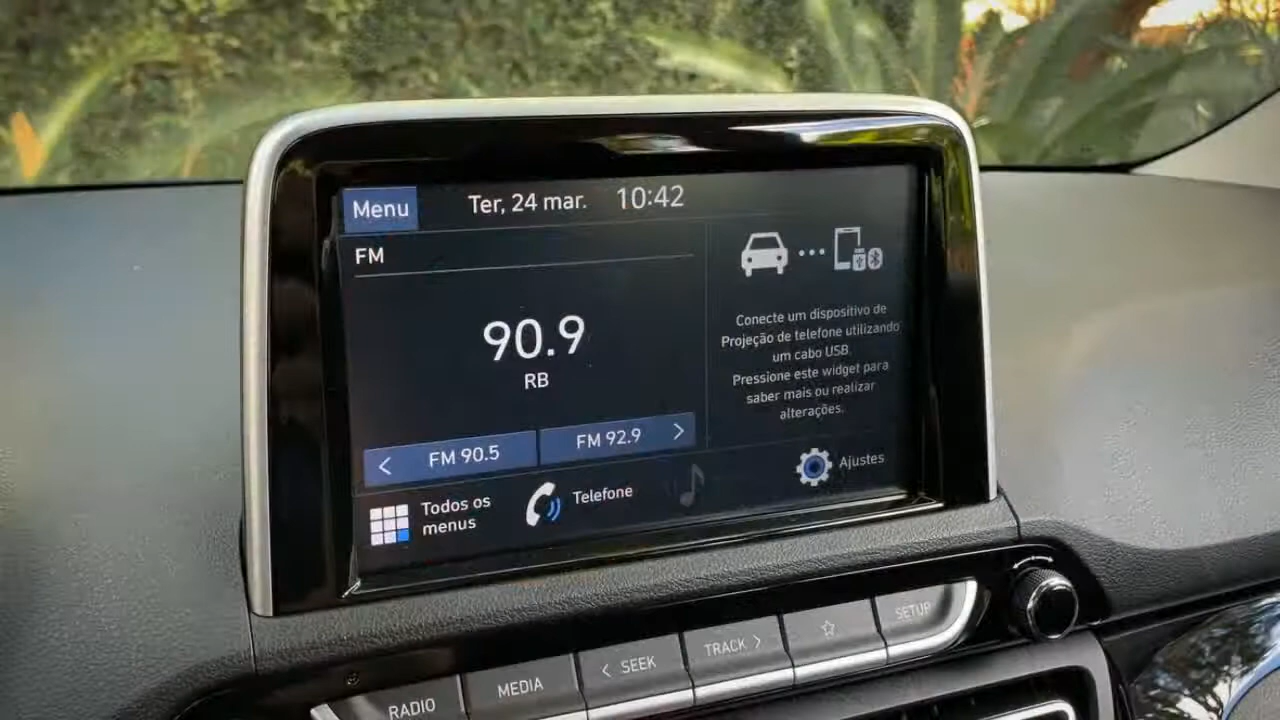 Menu
Ter, 24 mar.
10:42
FM
90.9
RB
FM 90.5
FM 92.9
Conecte um dispositivo de
Projeção de telefone utilizando
um cabo USB.
Pressione este widget para
saber mais ou realizar
alterações.
Todos os
menus
Telefone
Ajustes
RADIO
MEDIA
SEEK
TRACK
SETUP